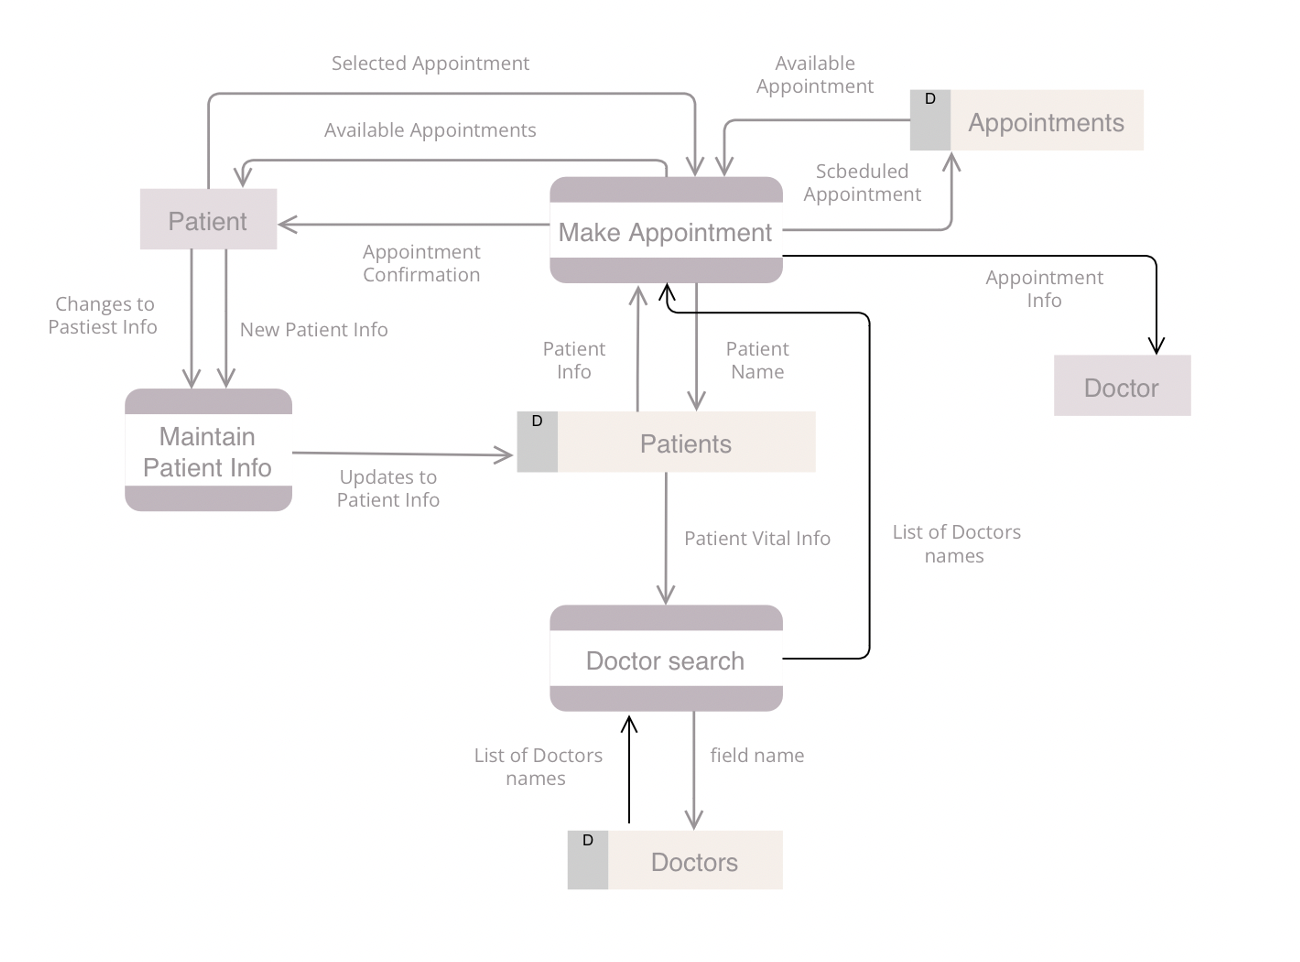 Selected Appointment
Available
Appointment
D
Appointments
Available Appointments
Scbeduled
Appointment
Patient
Make Appointment
Appointment
Confirmation
Appointment
Info
Changes to
Pastiest Info
New Patient Info
Patient
Info
Patient
Name
Doctor
D
Patients
Maintain
Patient Info
Updates to
Patient Info
Patient Vital Info
List of Doctors
names
Doctor search
List of Doctors
names
field name
D
Doctors